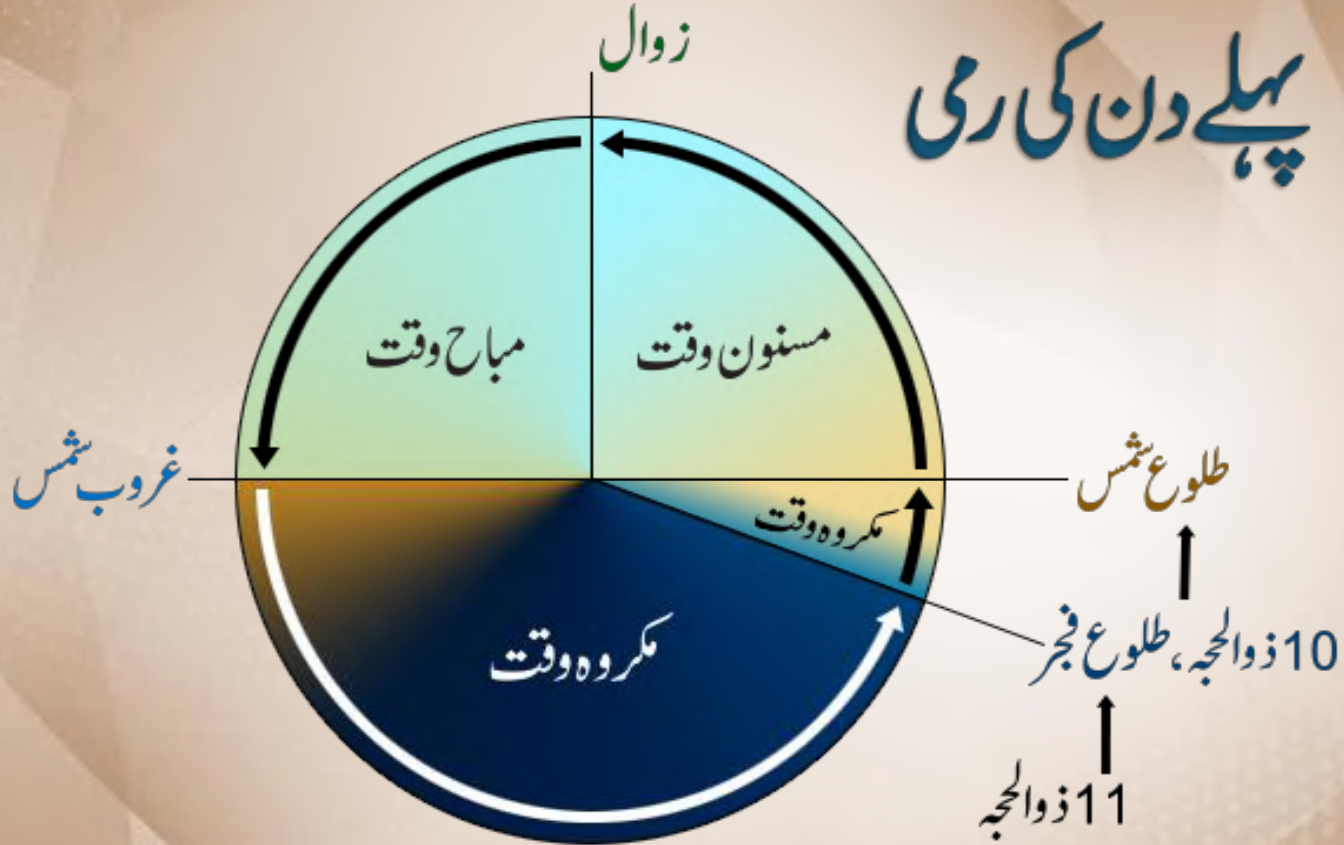 پہلے دن کی رمی
زوال
مسنون وقت
مباح وقت
طلوع شمس
غروب شمس
مکروہ وقت
مکروہ وقت
10 ذوالحجہ، طلوع فجر
11 ذوالحجہ